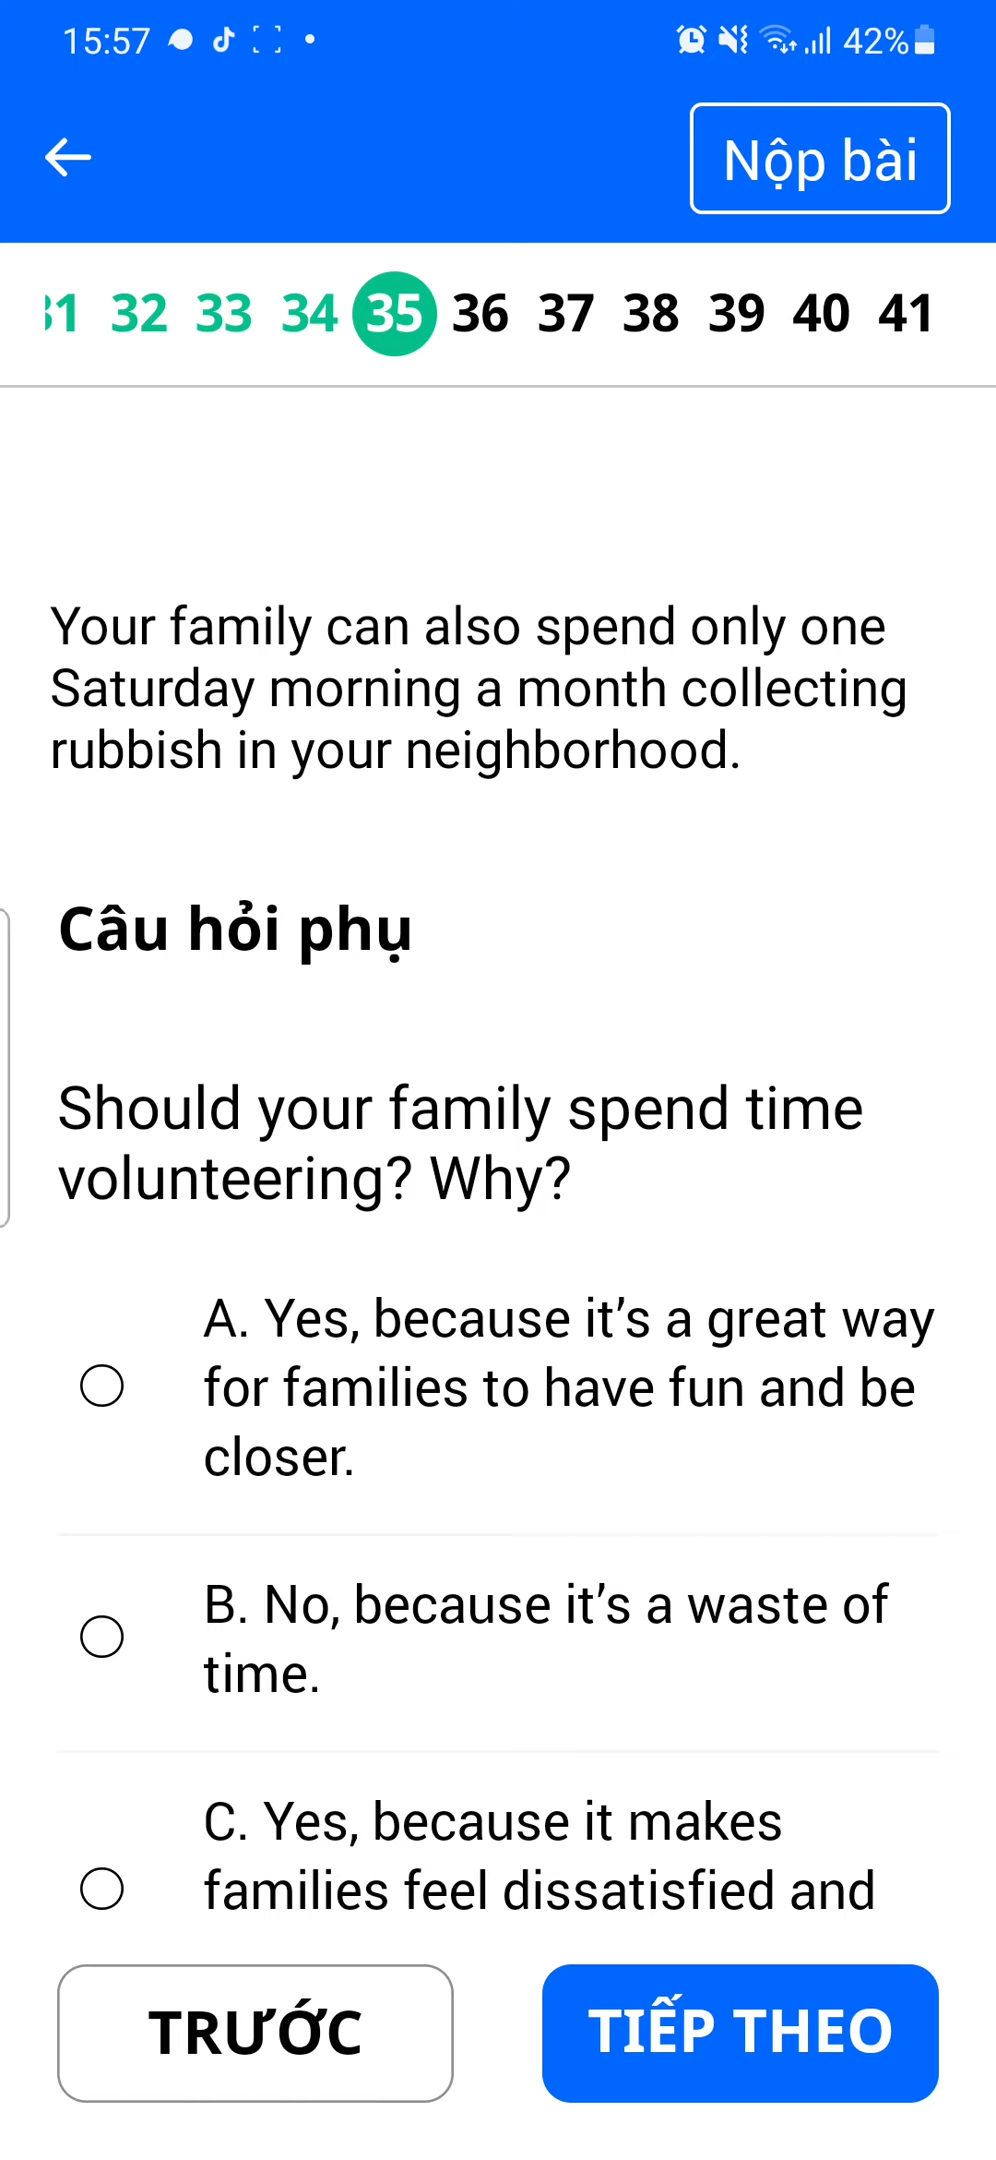 15:57
42%
Nộp bài
31 32 33 34 35 36 37 38 39 40 41
Your family can also spend only one
Saturday morning a month collecting
rubbish in your neighborhood.
Câu hỏi phụ
Should your family spend time
volunteering? Why?
A. Yes, because it's a great way
for families to have fun and be
closer.
B. No, because it's a waste of
time.
C. Yes, because it makes
families feel dissatisfied and
TRƯỚC
TIẾP THEO